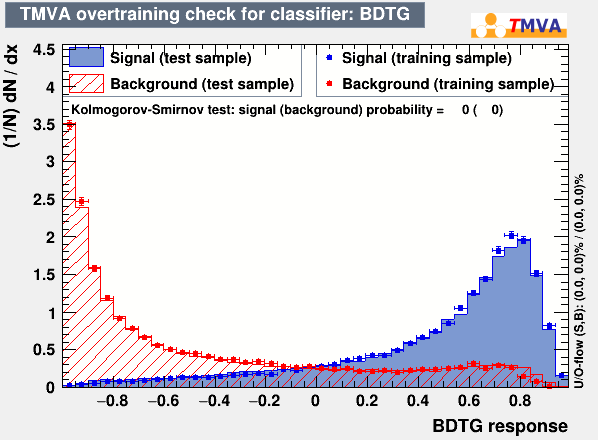 TMVA overtraining check for classifier: BDTG
TMVA
(1/N) dN / dx
4.5
4
3.5
3
2.5
2
1.5
1
0.5
0
Signal (test sample)
Background (test sample)
Signal (training sample)
Background (training sample)
Kolmogorov-Smirnov test: signal (background) probability = 0 ( 0)
−0.8 −0.6 −0.4 −0.2 0 0.2 0.4 0.6 0.8
BDTG response
U/O-flow (S,B): (0.0, 0.0)% / (0.0, 0.0)%